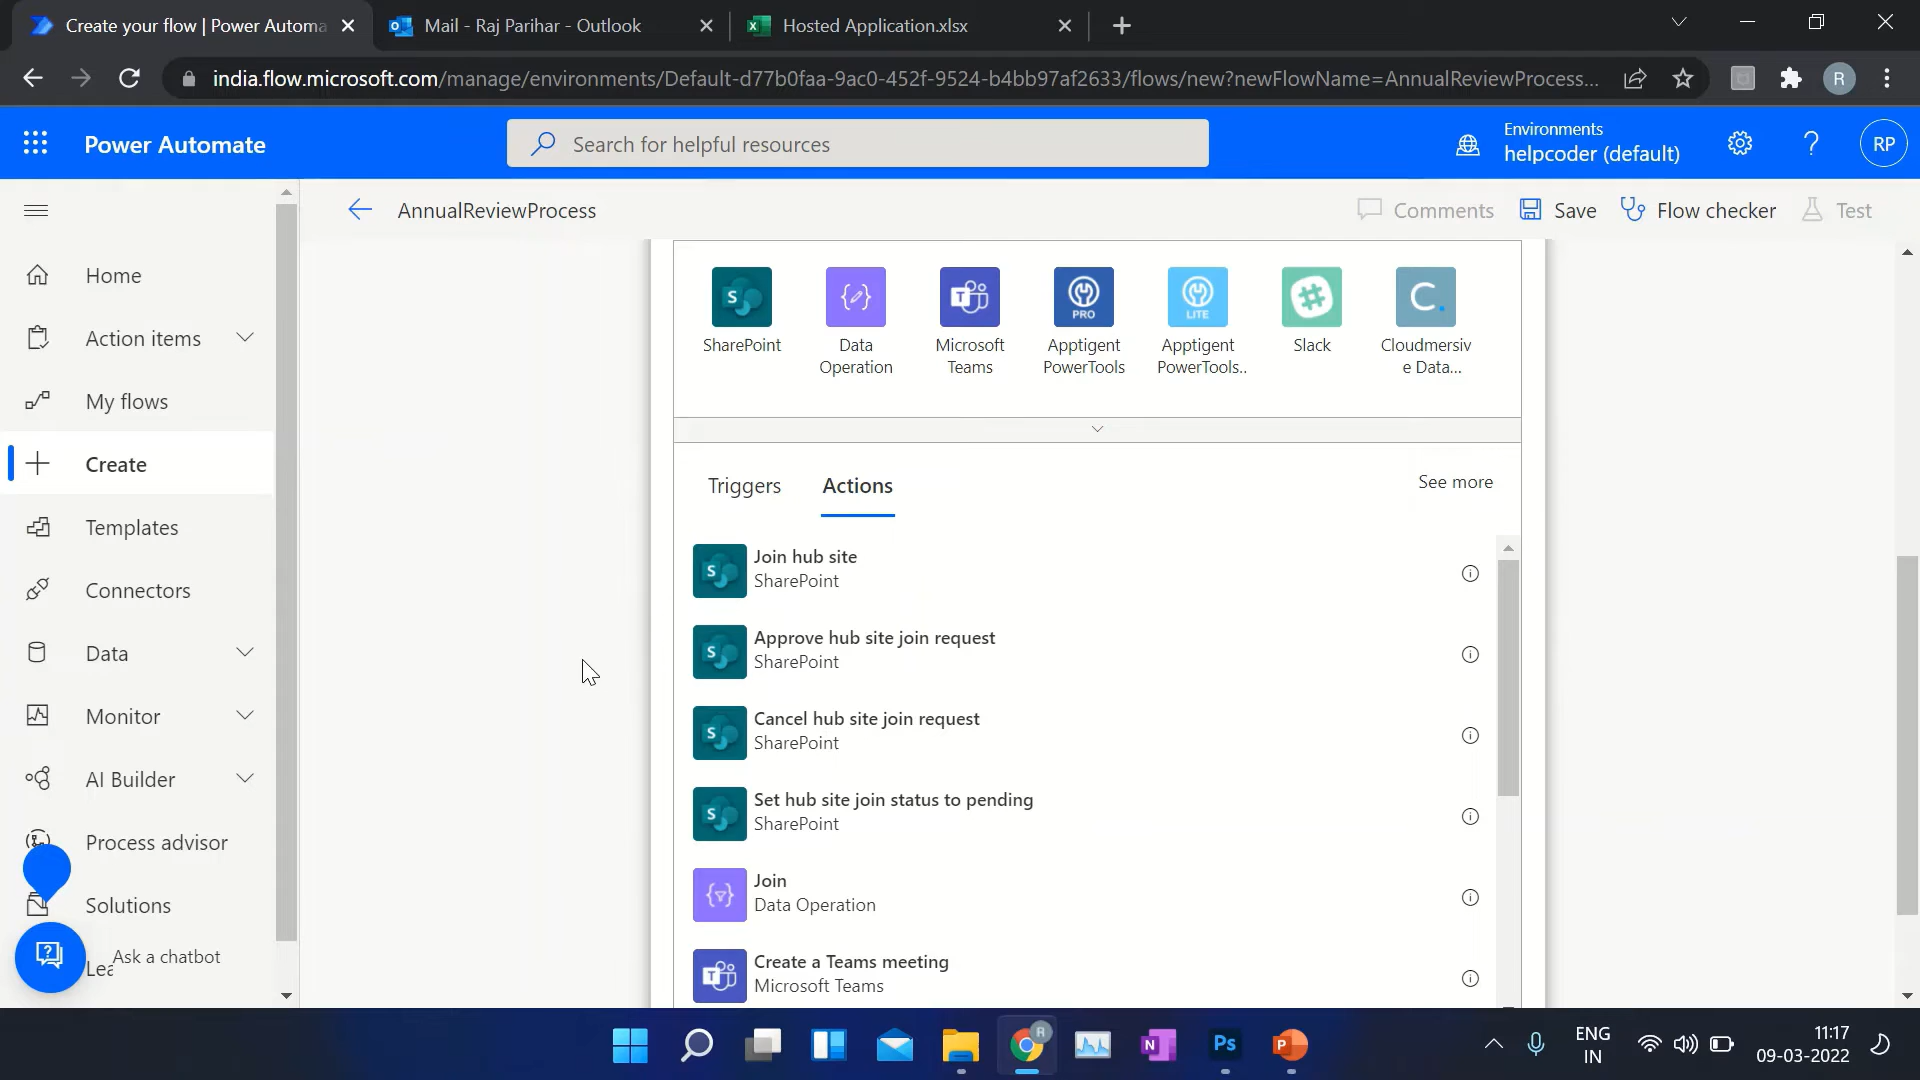 Create your flow | Power Automa
Mail - Raj Parihar - Outlook
Hosted Application.xlsx
india.flow.microsoft.com/manage/environments/Default-d77b0faa-9ac0-452f-9524-b4bb97af2633/flows/new?newFlowName=AnnualReviewProcess...
R
Power Automate
Search for helpful resources
Environments
helpcoder (default)
RP
AnnualReviewProcess
Comments
Save
Flow checker
Test
Home
Action items
My flows
Create
Templates
Connectors
Data
Monitor
AI Builder
Process advisor
Solutions
Lea
Ask a chatbot
SharePoint
Data
Operation
Microsoft
Teams
PRO
Apptigent
PowerTools
LITE
Apptigent
PowerTools..
Slack
Cloudmersiv
e Data...
Triggers
Actions
See more
Join hub site
SharePoint
Approve hub site join request
SharePoint
Cancel hub site join request
SharePoint
Set hub site join status to pending
SharePoint
Join
Data Operation
Create a Teams meeting
Microsoft Teams
ENG
IN
11:17
09-03-2022